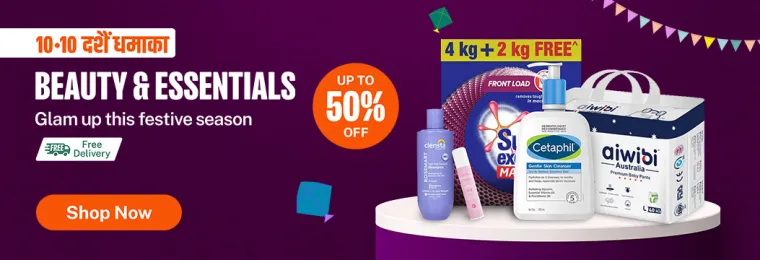 10·10 दशैं धमाका
BEAUTY & ESSENTIALS
Glam up this festive season
FREE
Free
Delivery
Shop Now
UP TO
50%
OFF
4 kg + 2 kg FREE^
FRONT LOAD
Cetaphil
Gentle Skin Cleanser
aiwibi
aiwibi
Australia
Premium Baby Pants